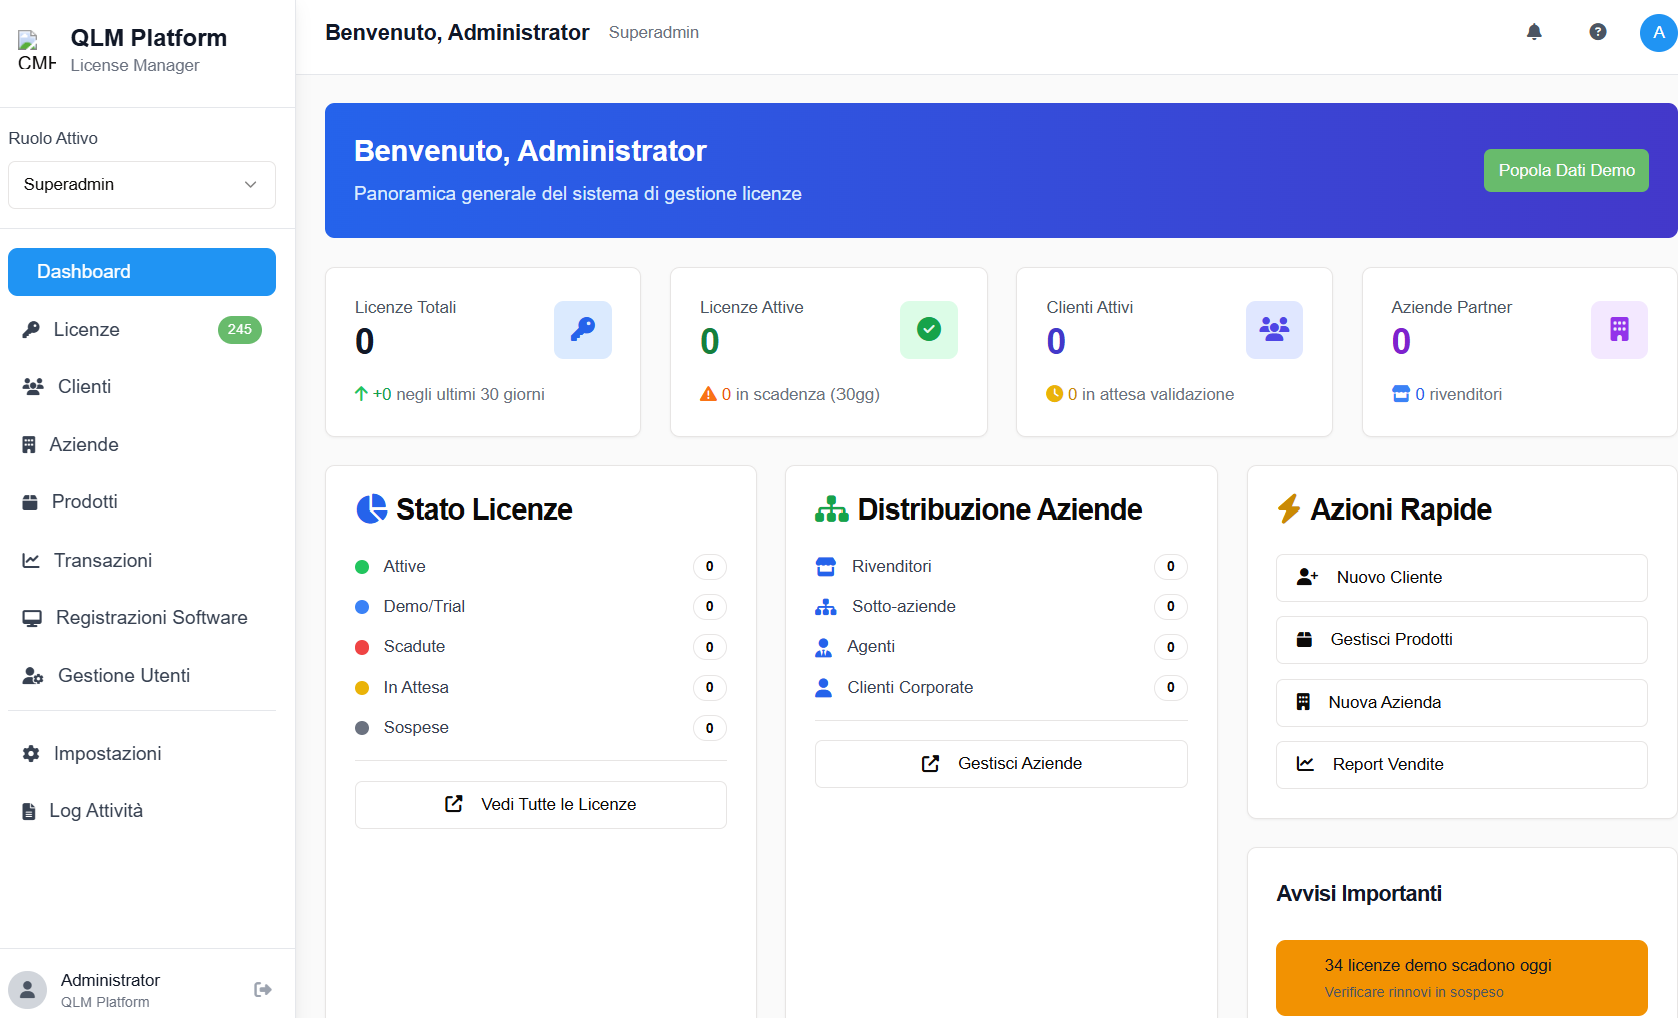 CMH
QLM Platform
License Manager
Ruolo Attivo
Superadmin
Dashboard
Licenze 245
Clienti
Aziende
Prodotti
Transazioni
Registrazioni Software
Gestione Utenti
Impostazioni
Log Attività
Administrator
QLM Platform
Benvenuto, Administrator Superadmin
A
Benvenuto, Administrator
Panoramica generale del sistema di gestione licenze
Popola Dati Demo
Licenze Totali
0
+0 negli ultimi 30 giorni
Licenze Attive
0
0 in scadenza (30gg)
Clienti Attivi
0
0 in attesa validazione
Aziende Partner
0
0 rivenditori
Stato Licenze
Attive 0
Demo/Trial 0
Scadute 0
In Attesa 0
Sospese 0
Vedi Tutte le Licenze
Distribuzione Aziende
Rivenditori 0
Sotto-aziende 0
Agenti 0
Clienti Corporate 0
Gestisci Aziende
Azioni Rapide
Nuovo Cliente
Gestisci Prodotti
Nuova Azienda
Report Vendite
Avvisi Importanti
34 licenze demo scadono oggi
Verificare rinnovi in sospeso